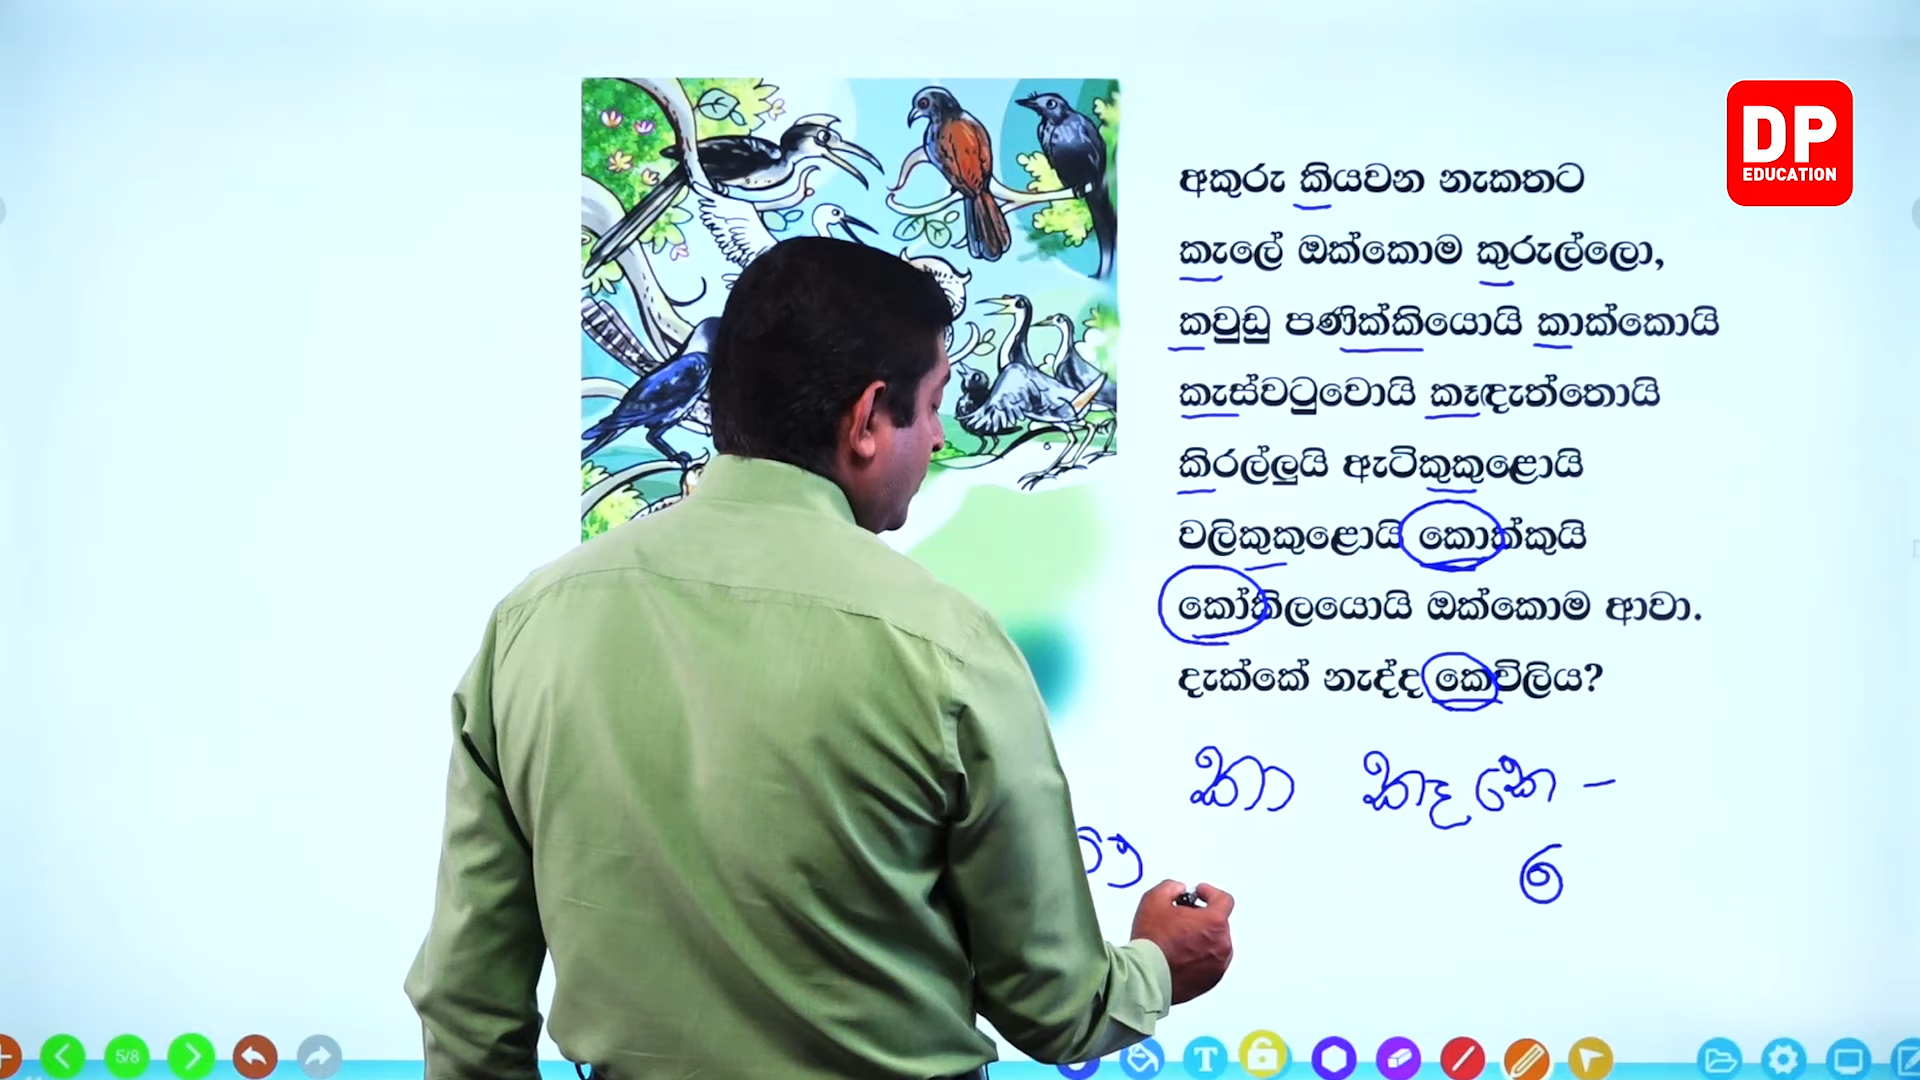 DP
EDUCATION
අකුරු කියවන නැකතට
කැලේ ඔක්කොම කුරුල්ලො,
කවුඩු පණික්කියොයි කාක්කොයි
කැස්වටුවොයි කෑඳැත්තොයි
කිරල්ලුයි ඇටිකුකුළොයි
වලිකුකුළොයි කොක්කුයි
කෝකිලයොයි ඔක්කොම ආවා.
දැක්කේ නැද්ද කෙවිලිය?
කා කෑ කෙ –
5/8
T